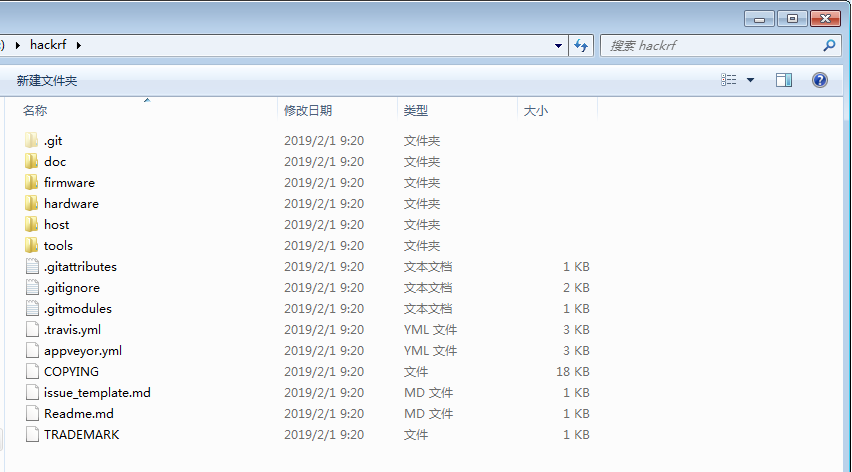 :) ▸ hackrf ▸ 搜索 hackrf
新建文件夹
名称 修改日期 类型 大小
.git 2019/2/1 9:20 文件夹
doc 2019/2/1 9:20 文件夹
firmware 2019/2/1 9:20 文件夹
hardware 2019/2/1 9:20 文件夹
host 2019/2/1 9:20 文件夹
tools 2019/2/1 9:20 文件夹
.gitattributes 2019/2/1 9:20 文本文档 1 KB
.gitignore 2019/2/1 9:20 文本文档 2 KB
.gitmodules 2019/2/1 9:20 文本文档 1 KB
.travis.yml 2019/2/1 9:20 YML 文件 3 KB
appveyor.yml 2019/2/1 9:20 YML 文件 3 KB
COPYING 2019/2/1 9:20 文件 18 KB
issue_template.md 2019/2/1 9:20 MD 文件 1 KB
Readme.md 2019/2/1 9:20 MD 文件 1 KB
TRADEMARK 2019/2/1 9:20 文件 1 KB